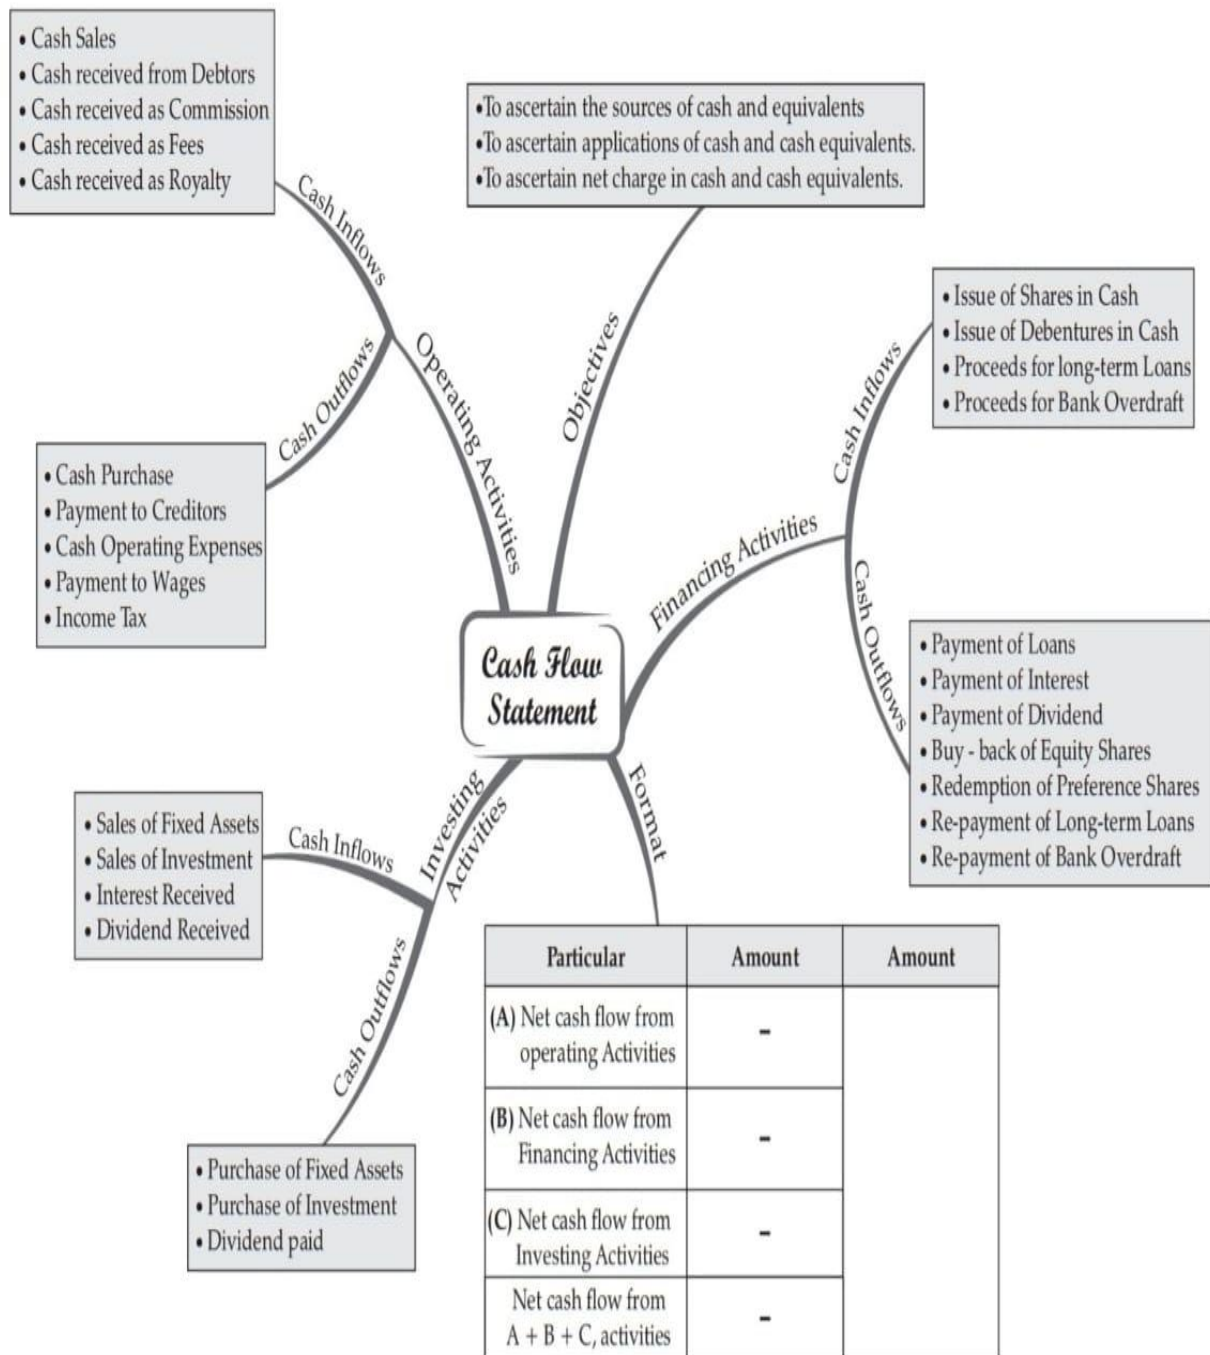 • Cash Sales
• Cash received from Debtors
• Cash received as Commission
• Cash received as Fees
• Cash received as Royalty
Cash Inflows
Cash Outflows
Operating Activities
• Cash Purchase
• Payment to Creditors
• Cash Operating Expenses
• Payment to Wages
• Income Tax
•To ascertain the sources of cash and equivalents
•To ascertain applications of cash and cash equivalents.
•To ascertain net charge in cash and cash equivalents.
Objectives
• Issue of Shares in Cash
• Issue of Debentures in Cash
• Proceeds for long-term Loans
• Proceeds for Bank Overdraft
Cash Inflows
Financing Activities
Cash Outflows
• Payment of Loans
• Payment of Interest
• Payment of Dividend
• Buy - back of Equity Shares
• Redemption of Preference Shares
• Re-payment of Long-term Loans
• Re-payment of Bank Overdraft
Cash Flow
Statement
Investing
Activities
Cash Inflows
• Sales of Fixed Assets
• Sales of Investment
• Interest Received
• Dividend Received
Cash Outflows
• Purchase of Fixed Assets
• Purchase of Investment
• Dividend paid
Format
Particular Amount Amount
(A) Net cash flow from
operating Activities –
(B) Net cash flow from
Financing Activities –
(C) Net cash flow from
Investing Activities –
Net cash flow from
A + B + C, activities –